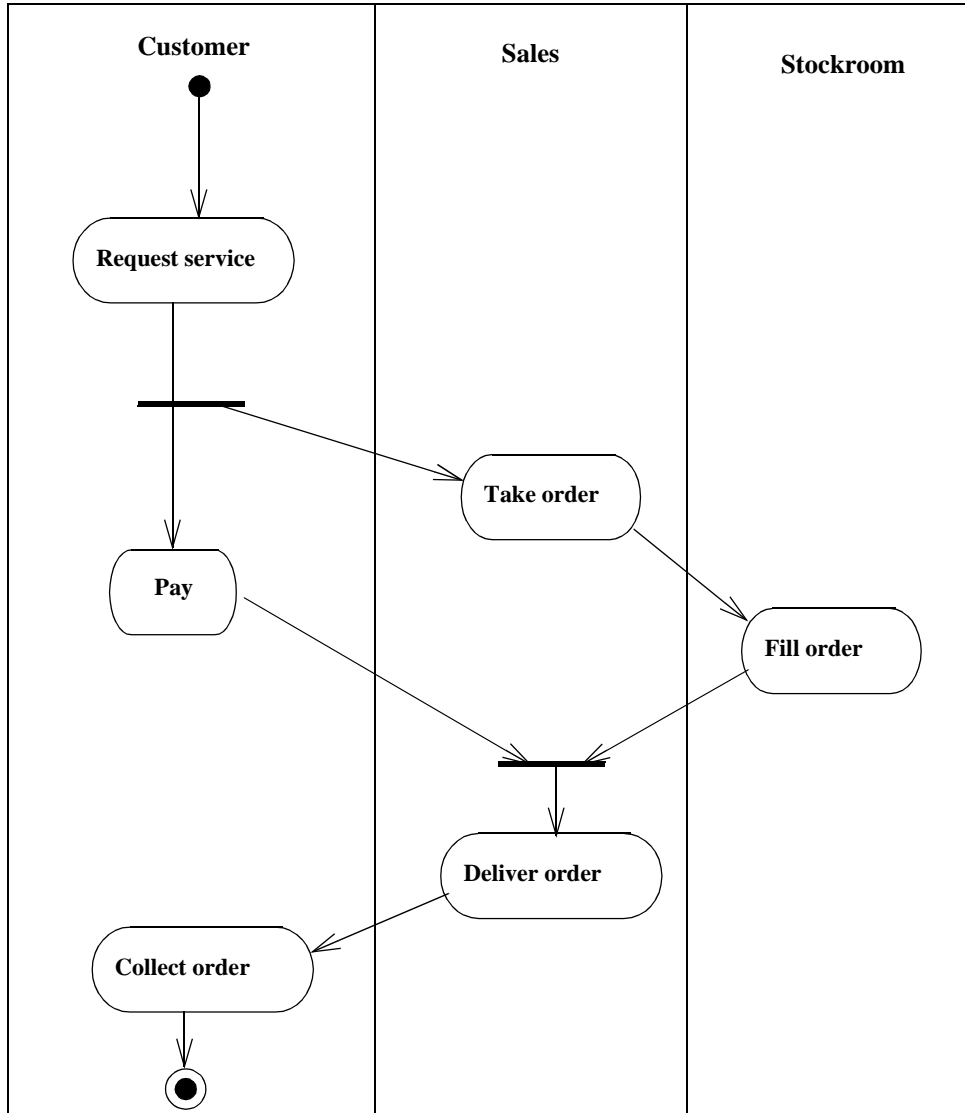 Customer
Sales
Stockroom
Request service
Take order
Pay
Fill order
Deliver order
Collect order